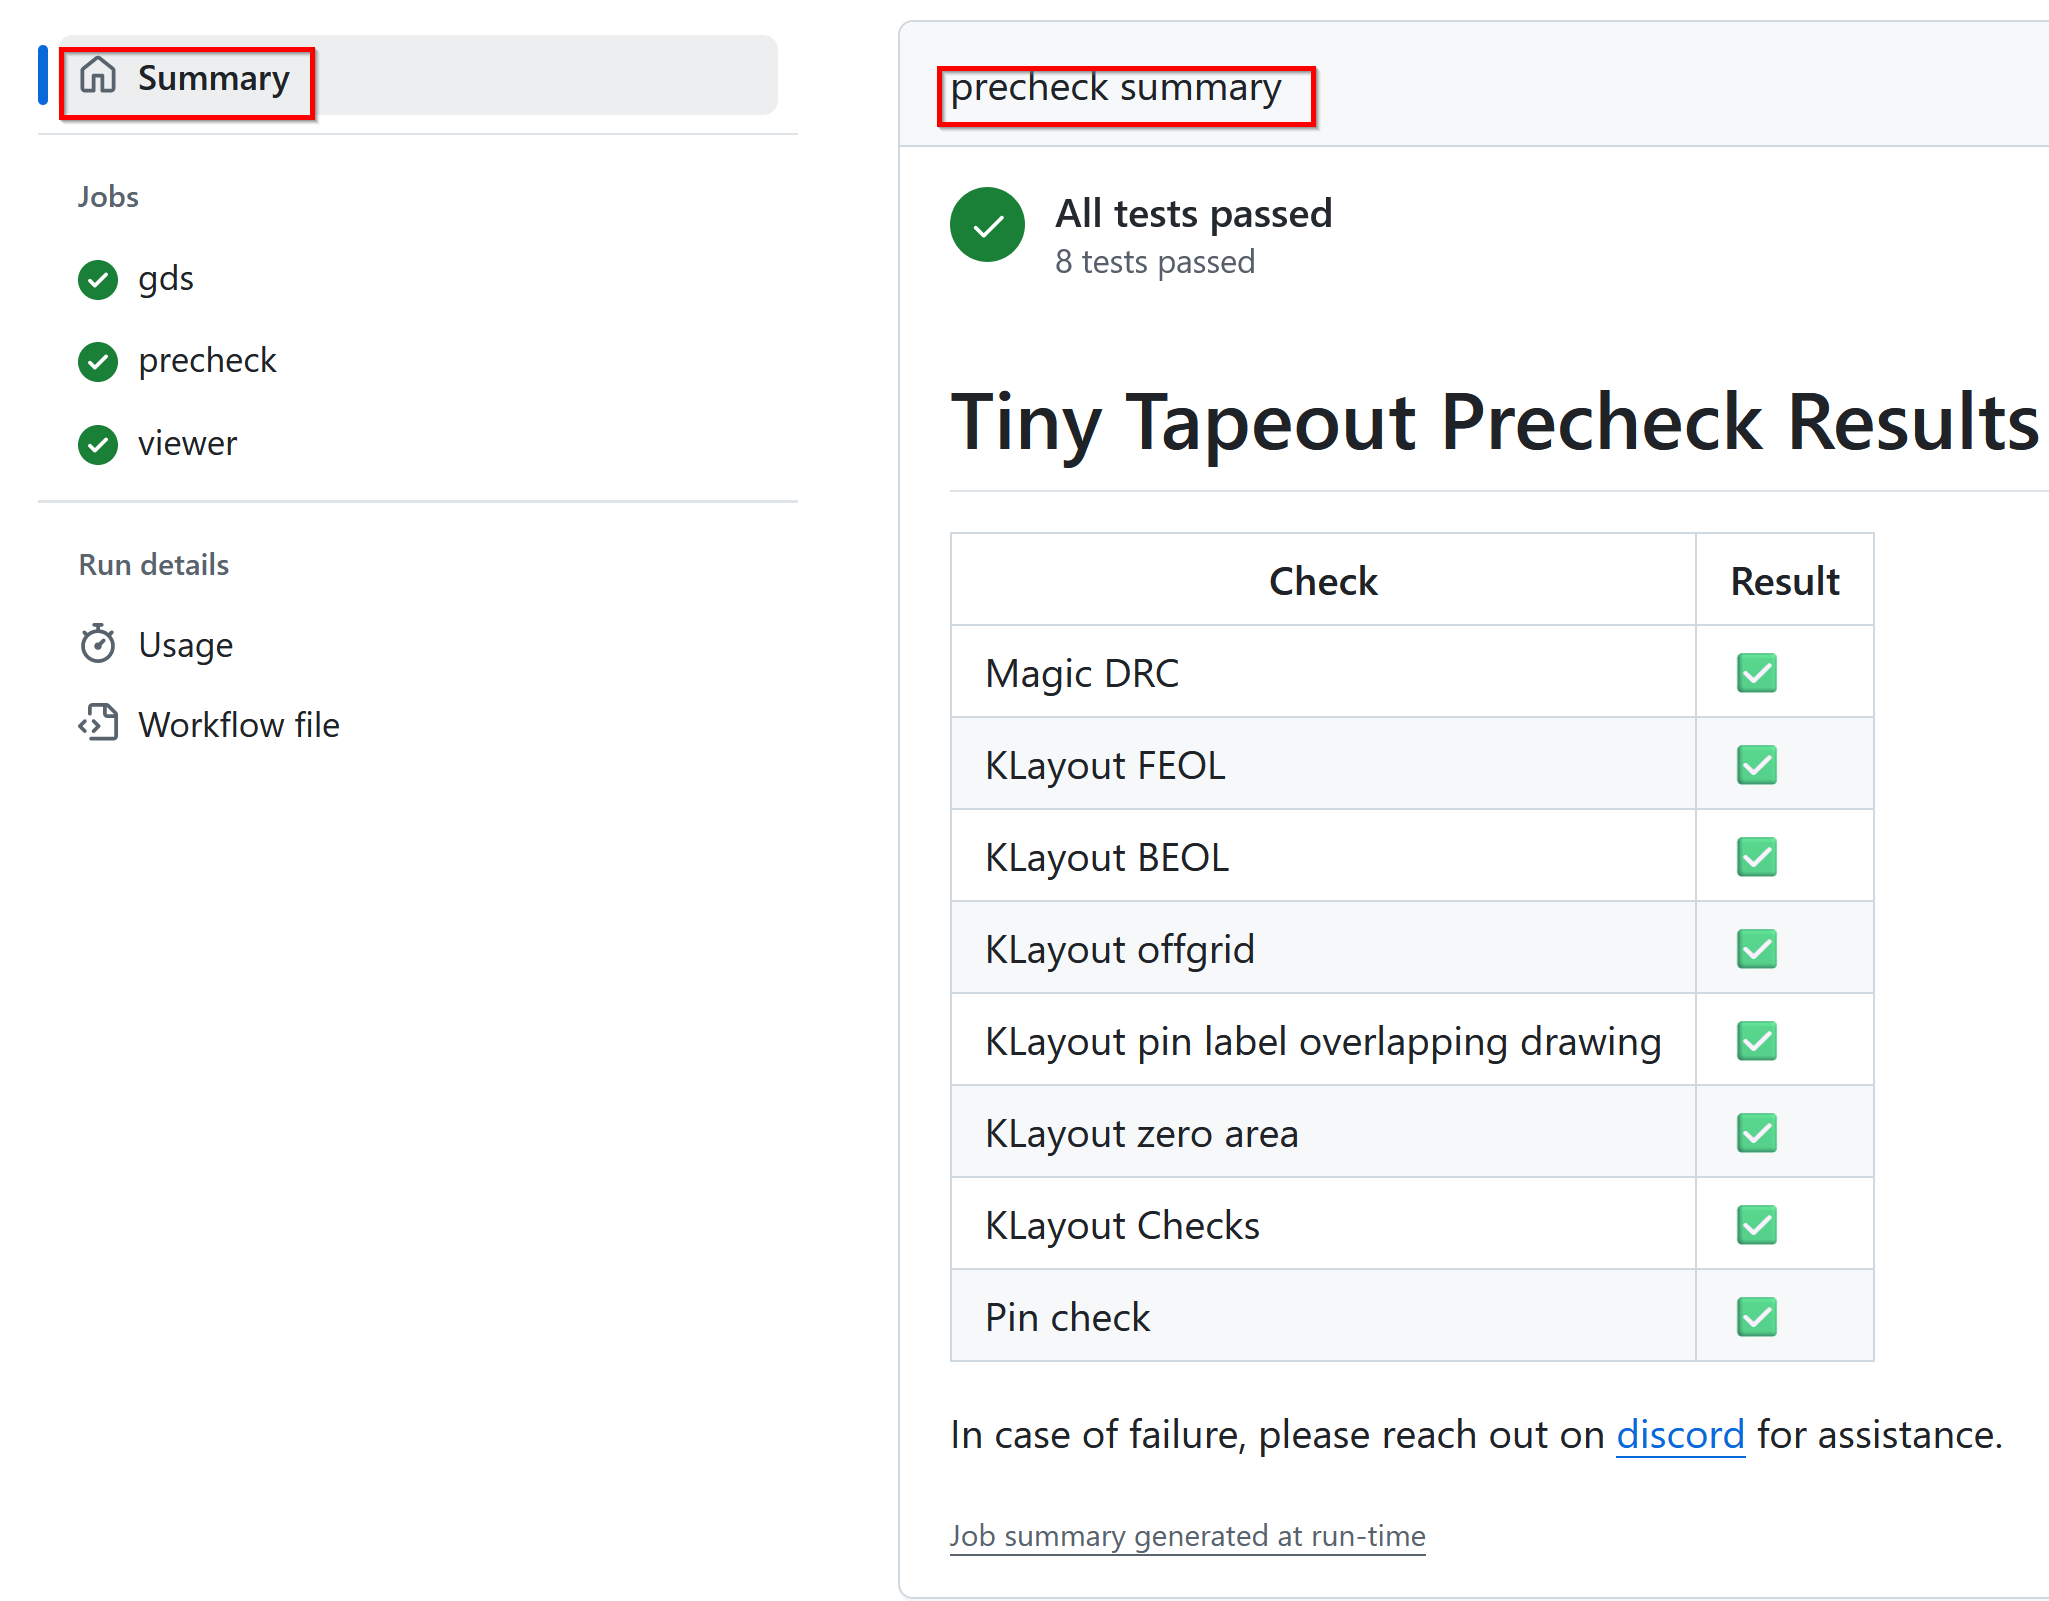 Summary
Jobs
gds
precheck
viewer
Run details
Usage
Workflow file
precheck summary
All tests passed
8 tests passed
Tiny Tapeout Precheck Results
Check Result
Magic DRC
KLayout FEOL
KLayout BEOL
KLayout offgrid
KLayout pin label overlapping drawing
KLayout zero area
KLayout Checks
Pin check
In case of failure, please reach out on discord for assistance.
Job summary generated at run-time